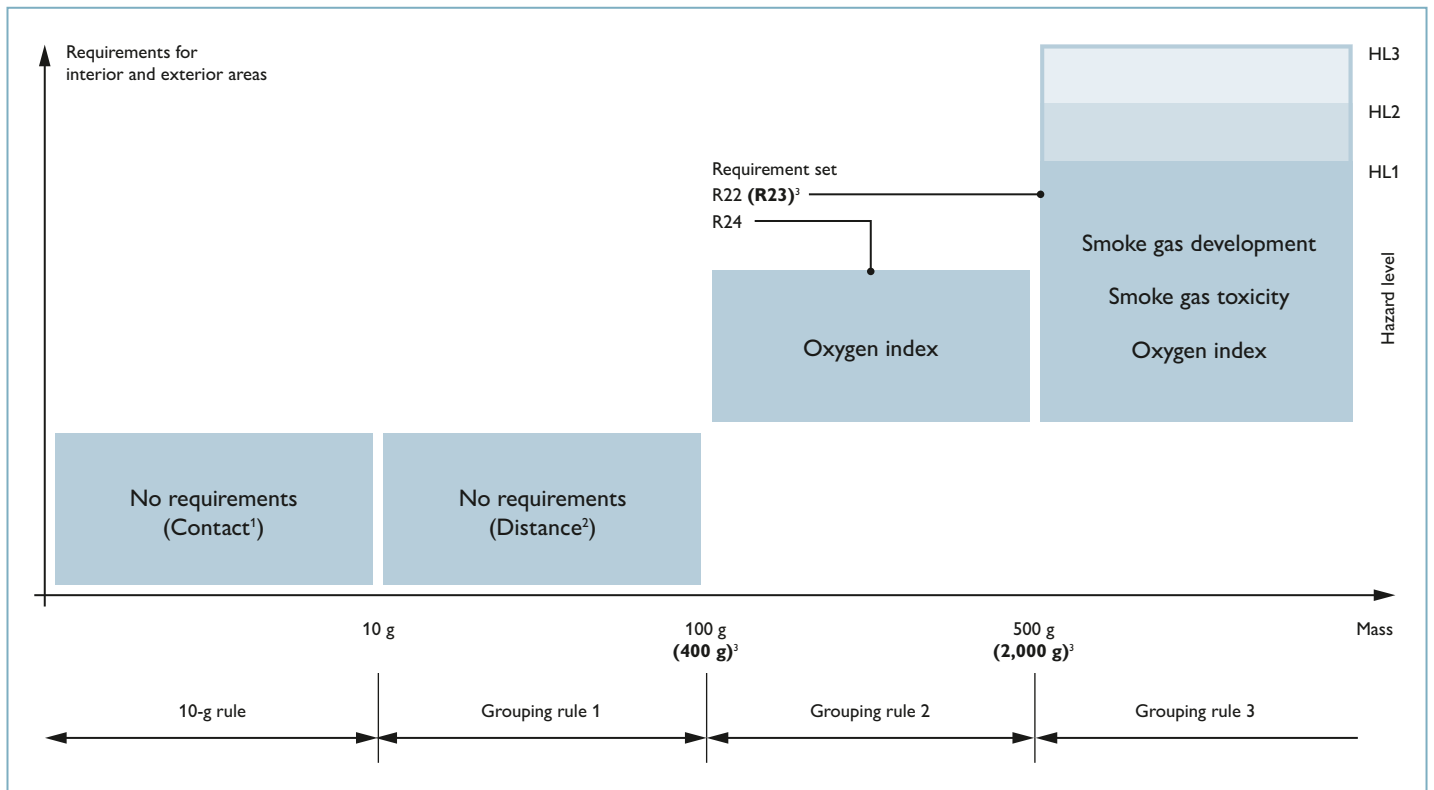 Requirements for
interior and exterior areas
HL3
HL2
HL1
Hazard level
Requirement set
R22 (R23)³
R24
Smoke gas development
Smoke gas toxicity
Oxygen index
Oxygen index
No requirements
(Contact¹)
No requirements
(Distance²)
10 g
100 g
(400 g)³
500 g
(2,000 g)³
Mass
10-g rule
Grouping rule 1
Grouping rule 2
Grouping rule 3